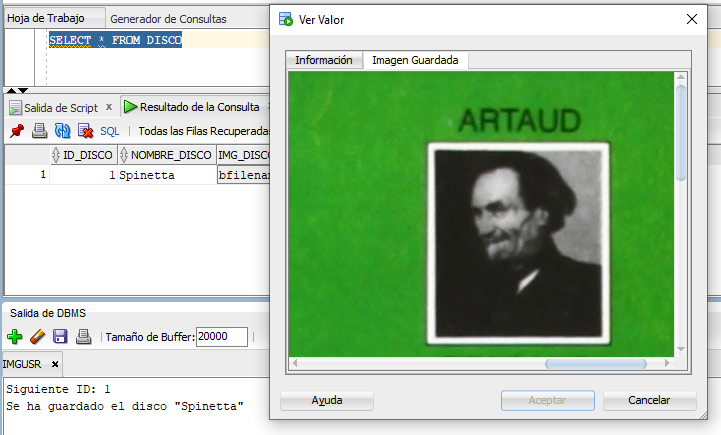 Hoja de Trabajo
Generador de Consultas
SELECT * FROM DISCO
Salida de Script x
Resultado de la Consulta
SQL | Todas las Filas Recuperadas
ID_DISCO NOMBRE_DISCO IMG_DISCO
1 1 Spinetta bfilenam
Salida de DBMS
Tamaño de Buffer: 20000
IMGUSR x
Siguiente ID: 1
Se ha guardado el disco "Spinetta"
Ver Valor
Información
Imagen Guardada
ARTAUD
Ayuda
Aceptar
Cancelar